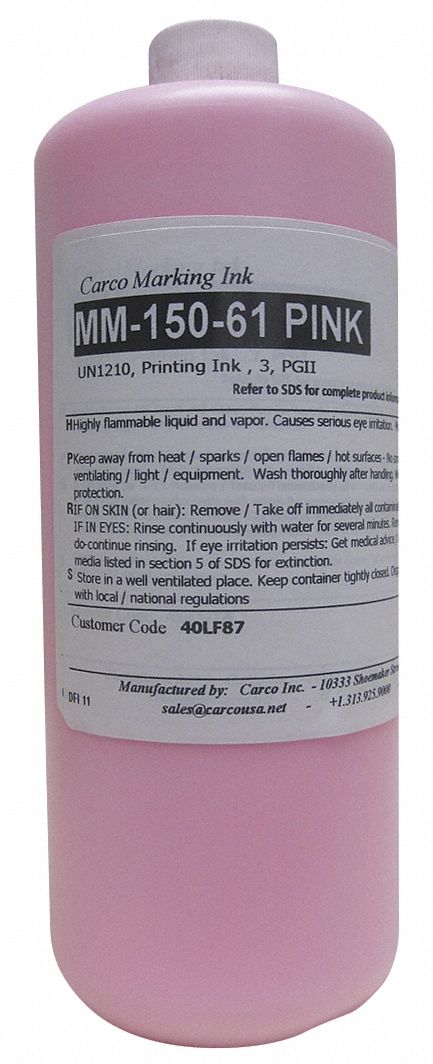 Carco Marking Ink
MM-150-61 PINK
UN1210, Printing Ink , 3, PGII
Refer to SDS for complete product
H Highly flammable liquid and vapor. Causes serious eye irritation.
P Keep away from heat / sparks / open flames / hot surfaces - No
ventilating / light / equipment. Wash thoroughly after handling.
protection.
R IF ON SKIN (or hair): Remove / Take off immediately all
IF IN EYES: Rinse continuously with water for several minutes.
do-continue rinsing. If eye irritation persists: Get medical advice
media listed in section 5 of SDS for extinction.
S Store in a well ventilated place. Keep container tightly closed.
with local / national regulations
Customer Code 40LF87
Manufactured by: Carco Inc. - 10333 Shoemaker
DFI 11
sales@carcousa.net - +1.313.925.9000